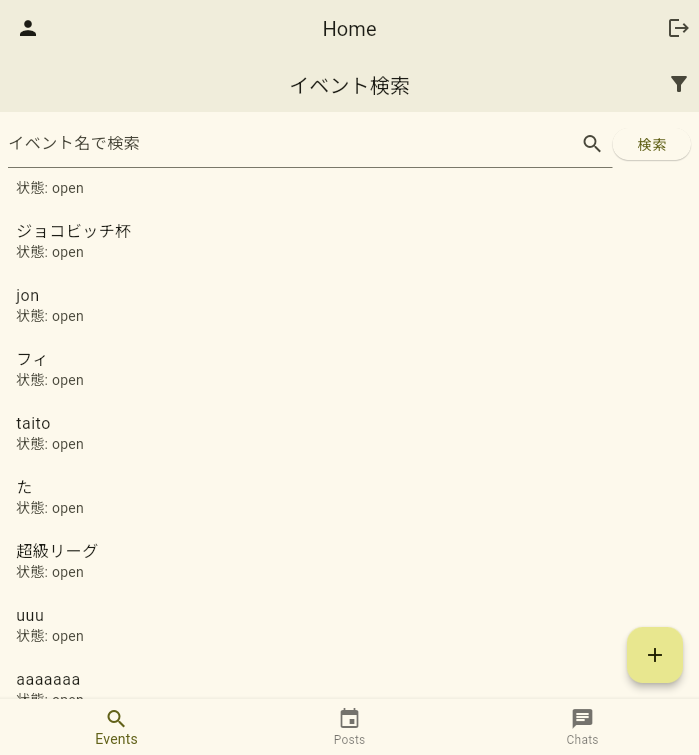 Home
イベント検索
イベント名で検索
検索
状態: open
ジョコビッチ杯
状態: open
jon
状態: open
フィ
状態: open
taito
状態: open
た
状態: open
超級リーグ
状態: open
uuu
状態: open
aaaaaaa
状態: open
Events
Posts
Chats